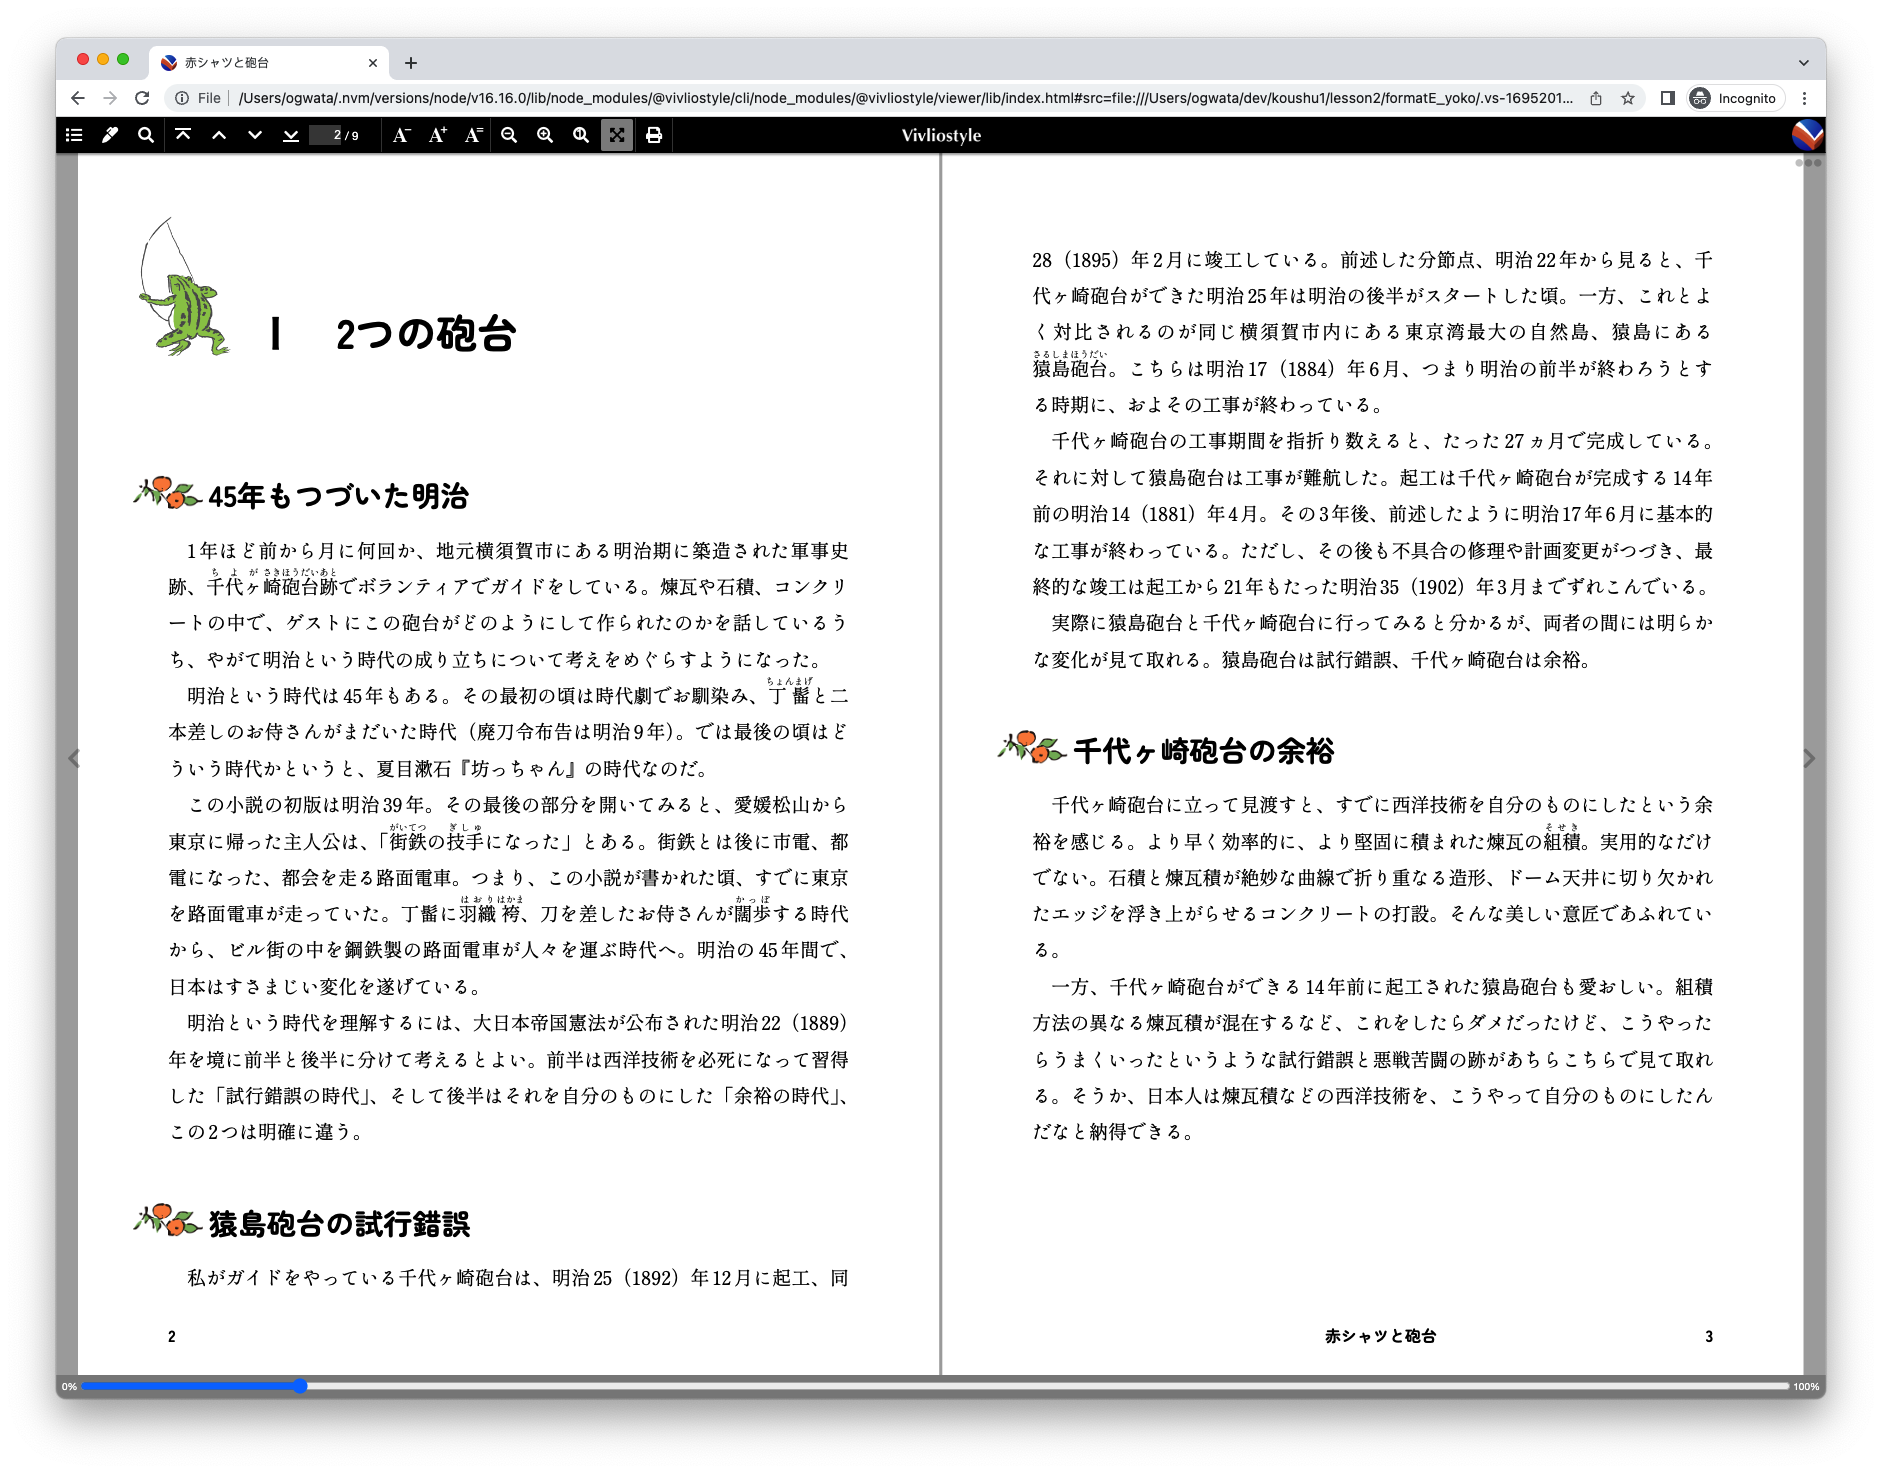 赤シャツと砲台
File
/Users/ogwata/.nvm/versions/node/v16.16.0/lib/node_modules/@vivliostyle/cli/node_modules/@vivliostyle/viewer/lib/index.html#src=file:///Users/ogwata/dev/koushu1/lesson2/formatE_yoko/.vs-1695201...
Incognito
2 / 9
A- A+ A=
Vivliostyle
1 2つの砲台
45年もつづいた明治
1年ほど前から月に何回か、地元横須賀市にある明治期に築造された軍事史
ちよがさきほうだいあと
跡、千代ヶ崎砲台跡でボランティアでガイドをしている。煉瓦や石積、コンクリ
ートの中で、ゲストにこの砲台がどのようにして作られたのかを話しているう
ち、やがて明治という時代の成り立ちについて考えをめぐらすようになった。
ちょんまげ
明治という時代は45年もある。その最初の頃は時代劇でお馴染み、丁髷と二
本差しのお侍さんがまだいた時代（廃刀令布告は明治9年）。では最後の頃はど
ういう時代かというと、夏目漱石『坊っちゃん』の時代なのだ。
この小説の初版は明治39年。その最後の部分を開いてみると、愛媛松山から
がいてつ ぎしゅ
東京に帰った主人公は、「街鉄の技手になった」とある。街鉄とは後に市電、都
電になった、都会を走る路面電車。つまり、この小説が書かれた頃、すでに東京
はおりはかま かっぽ
を路面電車が走っていた。丁髷に羽織袴、刀を差したお侍さんが闊歩する時代
から、ビル街の中を鋼鉄製の路面電車が人々を運ぶ時代へ。明治の45年間で、
日本はすさまじい変化を遂げている。
明治という時代を理解するには、大日本帝国憲法が公布された明治22（1889）
年を境に前半と後半に分けて考えるとよい。前半は西洋技術を必死になって習得
した「試行錯誤の時代」、そして後半はそれを自分のものにした「余裕の時代」、
この2つは明確に違う。
猿島砲台の試行錯誤
私がガイドをやっている千代ヶ崎砲台は、明治25（1892）年12月に起工、同
2
28（1895）年2月に竣工している。前述した分節点、明治22年から見ると、千
代ヶ崎砲台ができた明治25年は明治の後半がスタートした頃。一方、これとよ
く対比されるのが同じ横須賀市内にある東京湾最大の自然島、猿島にある
さるしまほうだい
猿島砲台。こちらは明治17（1884）年6月、つまり明治の前半が終わろうとす
る時期に、およその工事が終わっている。
千代ヶ崎砲台の工事期間を指折り数えると、たった27ヵ月で完成している。
それに対して猿島砲台は工事が難航した。起工は千代ヶ崎砲台が完成する14年
前の明治14（1881）年4月。その3年後、前述したように明治17年6月に基本的
な工事が終わっている。ただし、その後も不具合の修理や計画変更がつづき、最
終的な竣工は起工から21年もたった明治35（1902）年3月までずれこんでいる。
実際に猿島砲台と千代ヶ崎砲台に行ってみると分かるが、両者の間には明らか
な変化が見て取れる。猿島砲台は試行錯誤、千代ヶ崎砲台は余裕。
千代ヶ崎砲台の余裕
千代ヶ崎砲台に立って見渡すと、すでに西洋技術を自分のものにしたという余
そせき
裕を感じる。より早く効率的に、より堅固に積まれた煉瓦の組積。実用的なだけ
でない。石積と煉瓦積が絶妙な曲線で折り重なる造形、ドーム天井に切り欠かれ
たエッジを浮き上がらせるコンクリートの打設。そんな美しい意匠であふれてい
る。
一方、千代ヶ崎砲台ができる14年前に起工された猿島砲台も愛おしい。組積
方法の異なる煉瓦積が混在するなど、これをしたらダメだったけど、こうやった
らうまくいったというような試行錯誤と悪戦苦闘の跡があちらこちらで見て取れ
る。そうか、日本人は煉瓦積などの西洋技術を、こうやって自分のものにしたん
だなと納得できる。
赤シャツと砲台 3
0% 100%